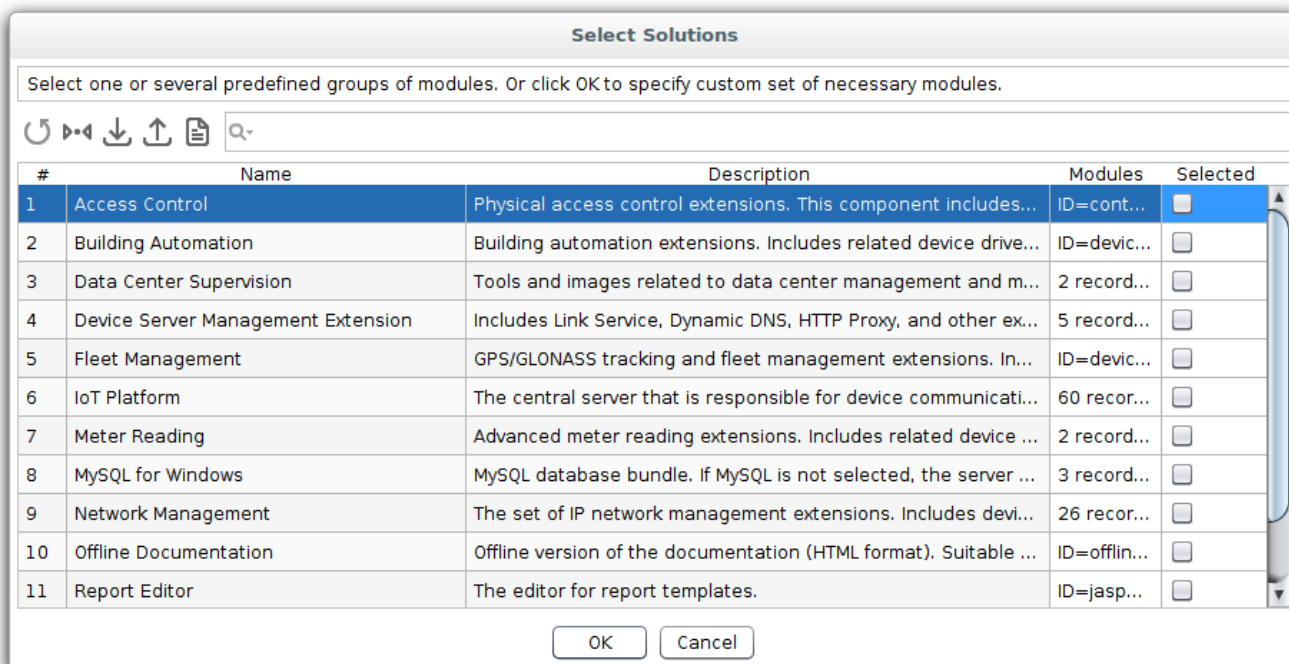 Select Solutions
Select one or several predefined groups of modules. Or click OK to specify custom set of necessary modules.
# Name Description Modules Selected
1 Access Control Physical access control extensions. This component includes... ID=cont...
2 Building Automation Building automation extensions. Includes related device drive... ID=devic...
3 Data Center Supervision Tools and images related to data center management and m... 2 record...
4 Device Server Management Extension Includes Link Service, Dynamic DNS, HTTP Proxy, and other ex... 5 record...
5 Fleet Management GPS/GLONASS tracking and fleet management extensions. In... ID=devic...
6 IoT Platform The central server that is responsible for device communicati... 60 recor...
7 Meter Reading Advanced meter reading extensions. Includes related device ... 2 record...
8 MySQL for Windows MySQL database bundle. If MySQL is not selected, the server ... 3 record...
9 Network Management The set of IP network management extensions. Includes devi... 26 recor...
10 Offline Documentation Offline version of the documentation (HTML format). Suitable ... ID=offlin...
11 Report Editor The editor for report templates. ID=jasp...
OK Cancel